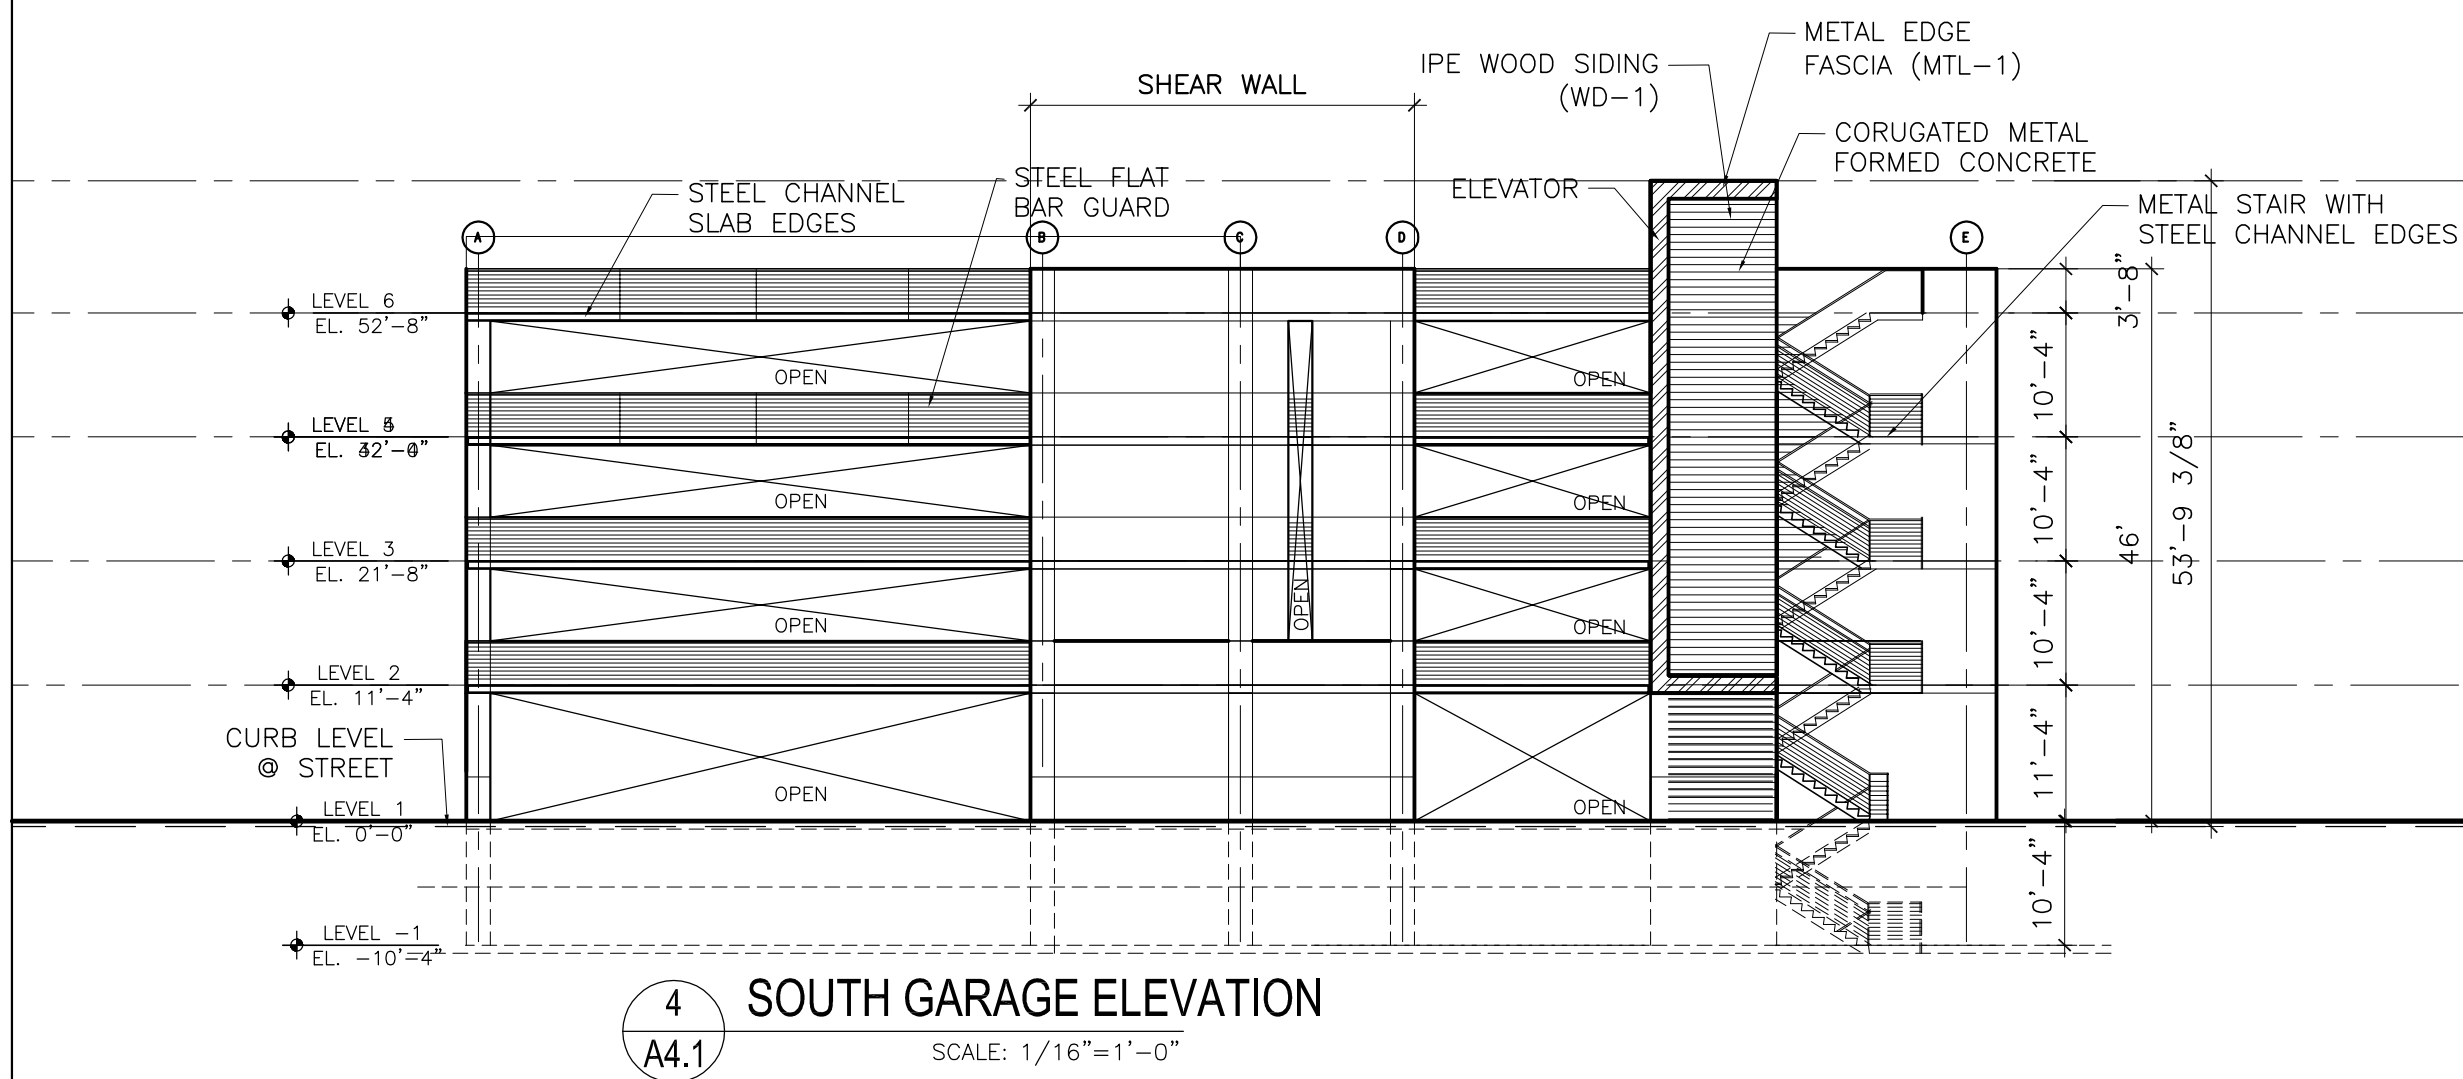 METAL EDGE
FASCIA (MTL-1)
IPE WOOD SIDING
(WD-1)
SHEAR WALL
CORUGATED METAL
FORMED CONCRETE
STEEL CHANNEL
SLAB EDGES
STEEL FLAT
BAR GUARD
ELEVATOR
METAL STAIR WITH
STEEL CHANNEL EDGES
A
B
C
D
E
LEVEL 6
EL. 52'-8"
3'-8"
10'-4"
OPEN
OPEN
LEVEL
EL.
10'-4"
53'-9 3/8"
46'
OPEN
OPEN
LEVEL 3
EL. 21'-8"
OPEN
10'-4"
OPEN
OPEN
LEVEL 2
EL. 11'-4"
CURB LEVEL
@ STREET
11'-4"
OPEN
OPEN
LEVEL 1
EL. 0'-0"
10'-4"
LEVEL -1
EL. -10'-4"
4
A4.1
SOUTH GARAGE ELEVATION
SCALE: 1/16"=1'-0"